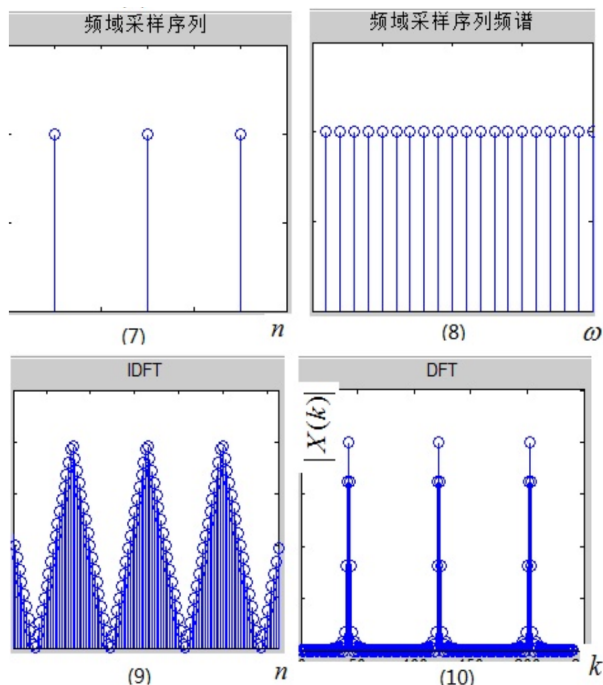 频域采样序列
频域采样序列频谱
(7) n
(8) ω
IDFT
DFT
|X(k)|
(9) n
(10) k